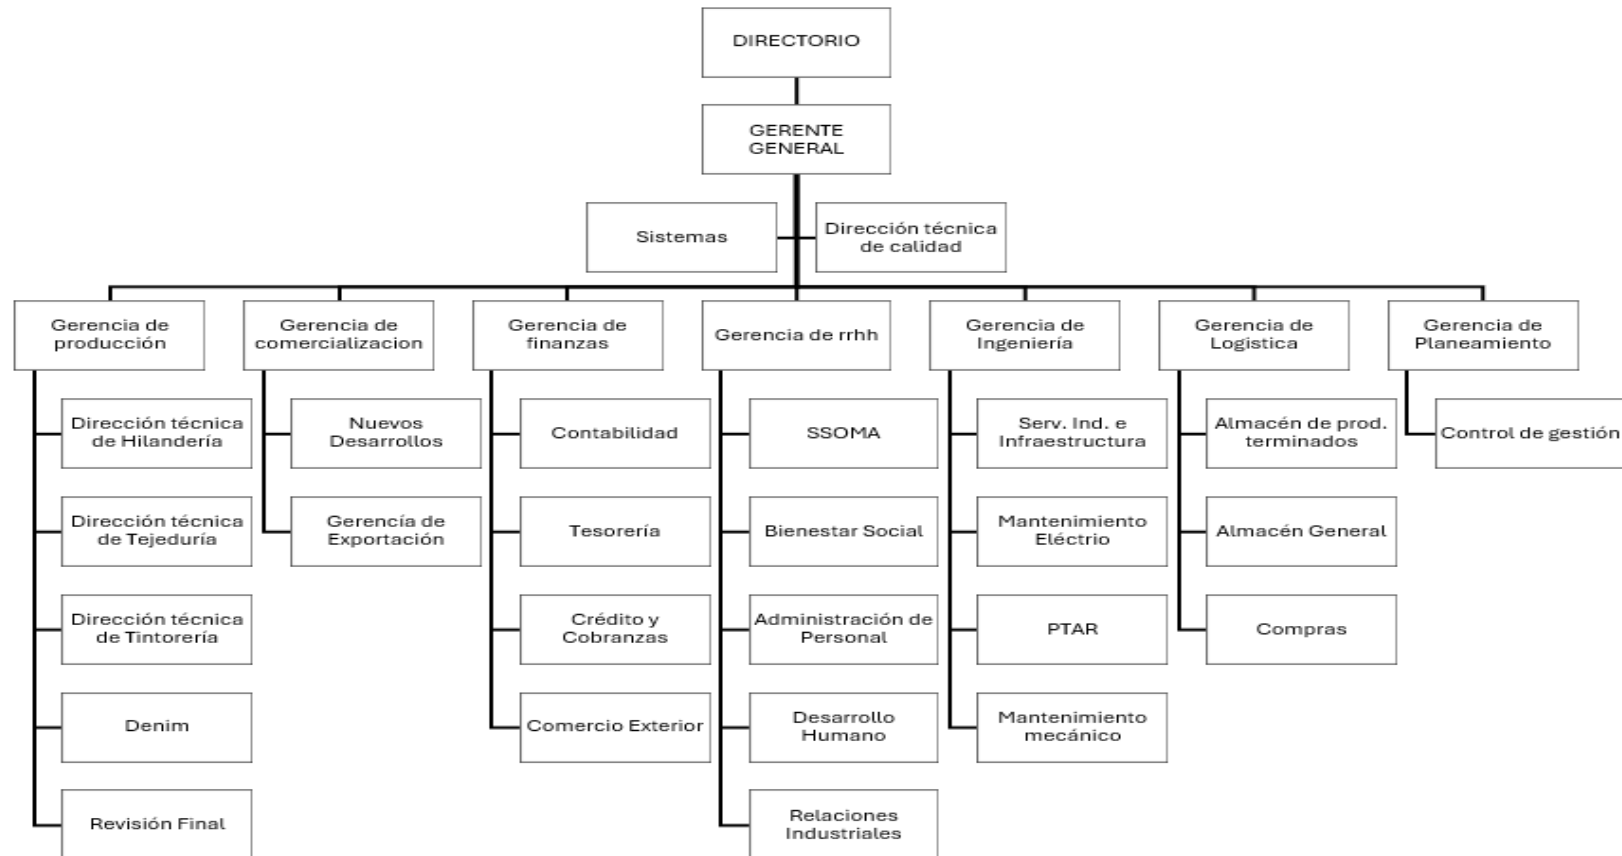 DIRECTORIO
GERENTE
GENERAL
Sistemas
Dirección técnica
de calidad
Gerencia de
producción
Gerencia de
comercializacion
Gerencia de
finanzas
Gerencia de rrhh
Gerencia de
Ingeniería
Gerencia de
Logistica
Gerencia de
Planeamiento
Dirección técnica
de Hilandería
Dirección técnica
de Tejeduría
Dirección técnica
de Tintorería
Denim
Revisión Final
Nuevos
Desarrollos
Gerencía de
Exportación
Contabilidad
Tesorería
Crédito y
Cobranzas
Comercio Exterior
SSOMA
Bienestar Social
Administración de
Personal
Desarrollo
Humano
Relaciones
Industriales
Serv. Ind. e
Infraestructura
Mantenimiento
Eléctrio
PTAR
Mantenimiento
mecánico
Almacén de prod.
terminados
Almacén General
Compras
Control de gestión